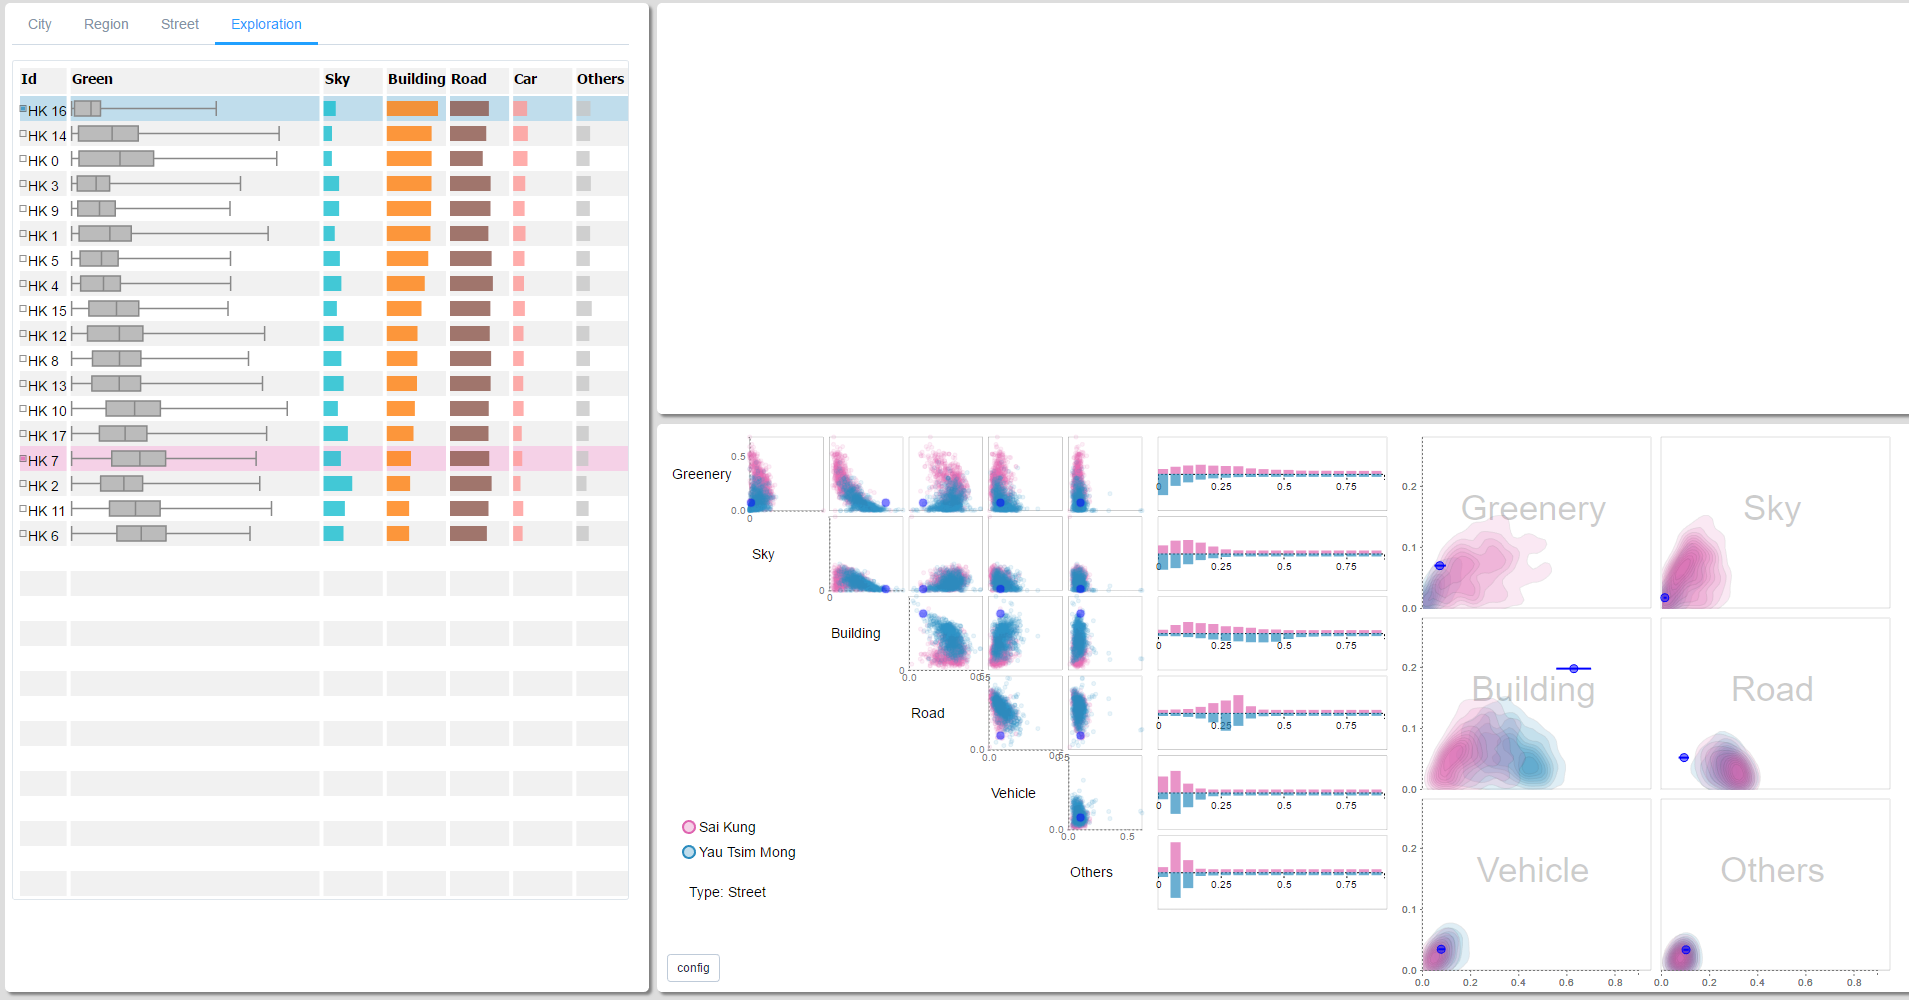 City Region Street Exploration
Id Green Sky Building Road Car Others
HK 16
HK 14
HK 0
HK 3
HK 9
HK 1
HK 5
HK 4
HK 15
HK 12
HK 8
HK 13
HK 10
HK 17
HK 7
HK 2
HK 11
HK 6
Greenery
0.5
0.0
0
0 0.25 0.5 0.75
Sky
0
0
0 0.25 0.5 0.75
Building
0
0.0 0.5
0 0.25 0.5 0.75
Road
0.0
0.0 0.5
0 0.25 0.5 0.75
Vehicle
0.0
0.0 0.5
0 0.25 0.5 0.75
Others
0 0.25 0.5 0.75
Sai Kung
Yau Tsim Mong
Type: Street
config
0.2
Greenery Sky
0.1
0.0
0.2
Building Road
0.1
0.0
0.2
Vehicle Others
0.1
0.0
0.0 0.2 0.4 0.6 0.8 0.0 0.2 0.4 0.6 0.8